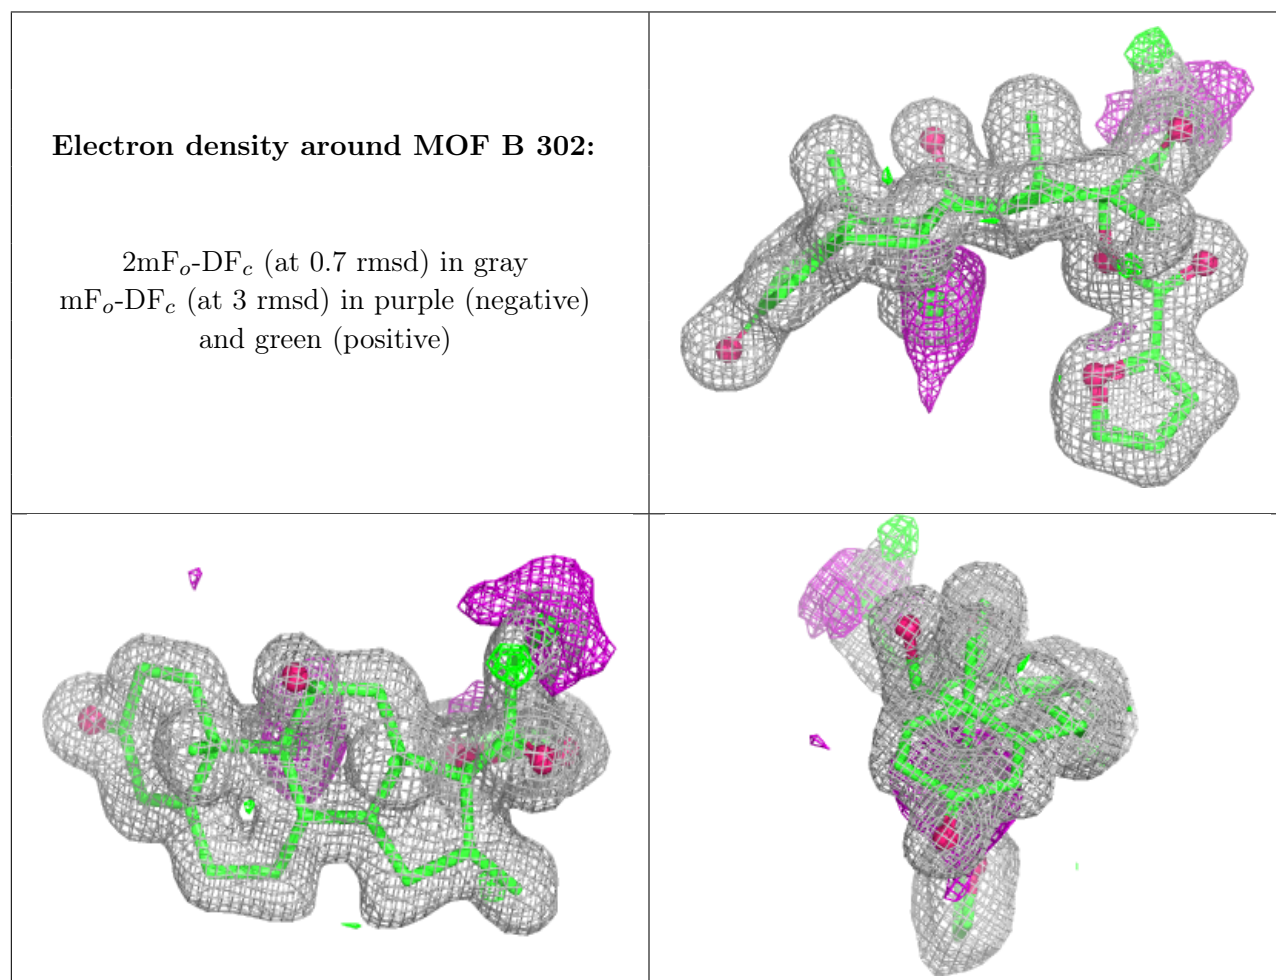 Electron density around MOF B 302:
2mFo-DFc (at 0.7 rmsd) in gray
mFo-DFc (at 3 rmsd) in purple (negative)
and green (positive)